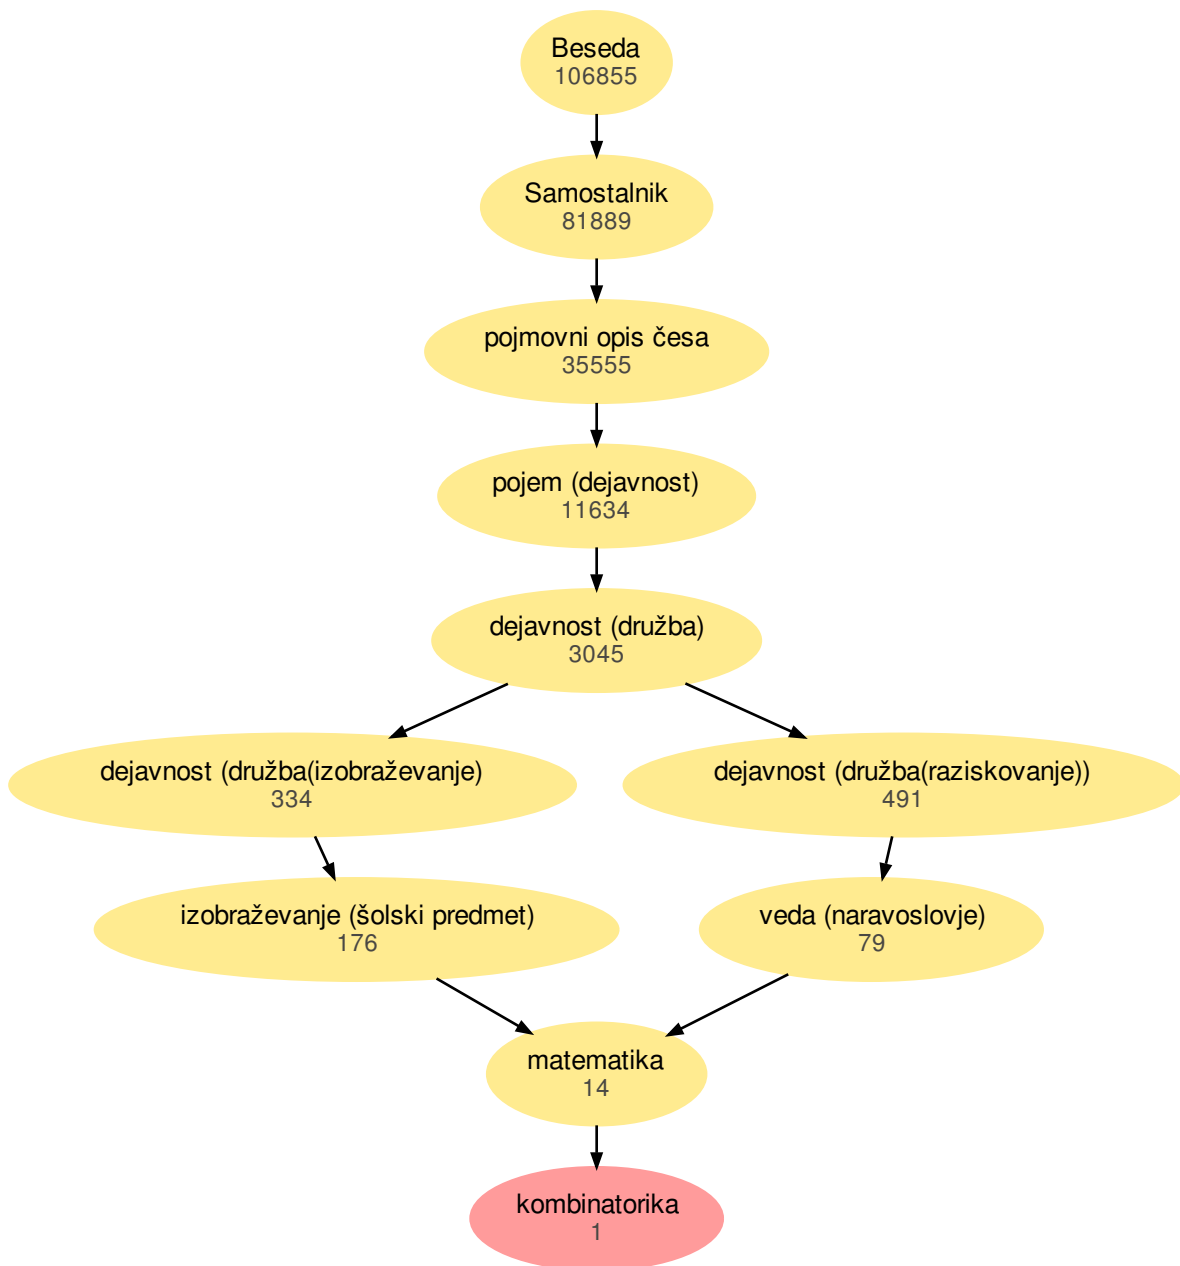 Beseda
106855
Samostalnik
81889
pojmovni opis česa
35555
pojem (dejavnost)
11634
dejavnost (družba)
3045
dejavnost (družba(izobraževanje)
334
dejavnost (družba(raziskovanje))
491
izobraževanje (šolski predmet)
176
veda (naravoslovje)
79
matematika
14
kombinatorika
1